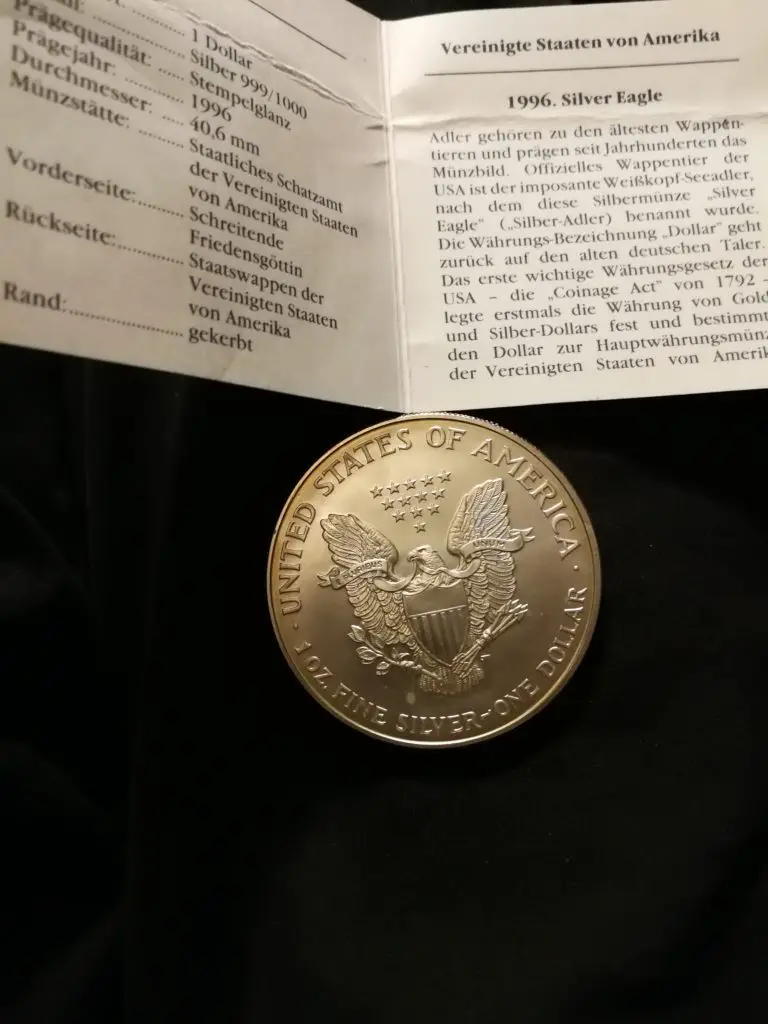 1 Dollar
Prägequalität: ..... Silber 999/1000
Prägejahr: ........... Stempelglanz
Durchmesser: .... 1996
Münzstätte: ......... 40,6 mm
Staatliches Schatzamt
der Vereinigten Staaten
von Amerika
Vorderseite:......... Schreitende
Friedensgöttin
Rückseite:............. Staatswappen der
Vereinigten Staaten
von Amerika
Rand:...................... gekerbt
Vereinigte Staaten von Amerika
1996. Silver Eagle
Adler gehören zu den ältesten Wappen-
tieren und prägen seit Jahrhunderten das
Münzbild. Offizielles Wappentier der
USA ist der imposante Weißkopf-Seeadler,
nach dem diese Silbermünze „Silver
Eagle“ („Silber-Adler) benannt wurde.
Die Währungs-Bezeichnung „Dollar“ geht
zurück auf den alten deutschen Taler.
Das erste wichtige Währungsgesetz der
USA – die „Coinage Act“ von 1792 –
legte erstmals die Währung von Gold
und Silber-Dollars fest und bestimmt
den Dollar zur Hauptwährungsmünz
der Vereinigten Staaten von Amerik
UNITED STATES OF AMERICA
PLURIBUS UNUM
1 OZ. FINE SILVER~ONE DOLLAR